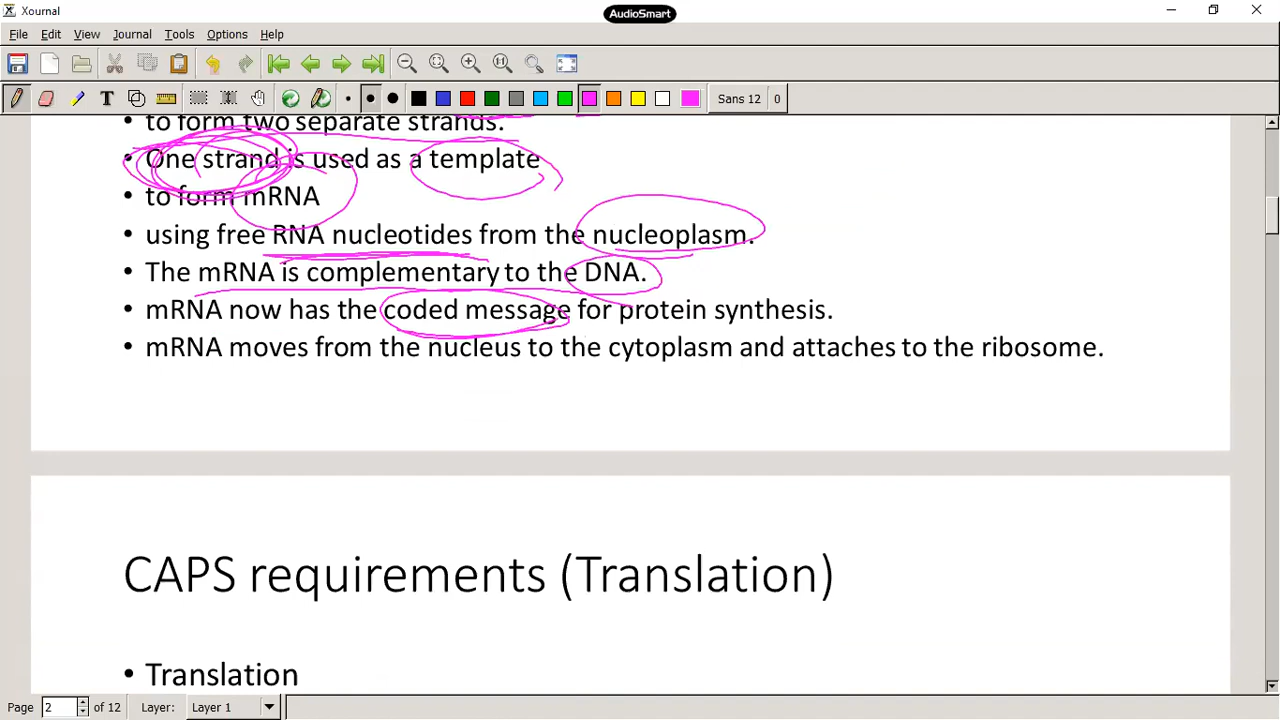 AudioSmart
Xournal
File Edit View Journal Tools Options Help
Sans 12 0
to form two separate strands.
• One strand is used as a template
• to form mRNA
• using free RNA nucleotides from the nucleoplasm.
• The mRNA is complementary to the DNA.
• mRNA now has the coded message for protein synthesis.
• mRNA moves from the nucleus to the cytoplasm and attaches to the ribosome.
CAPS requirements (Translation)
• Translation
Page 2 of 12 Layer: Layer 1